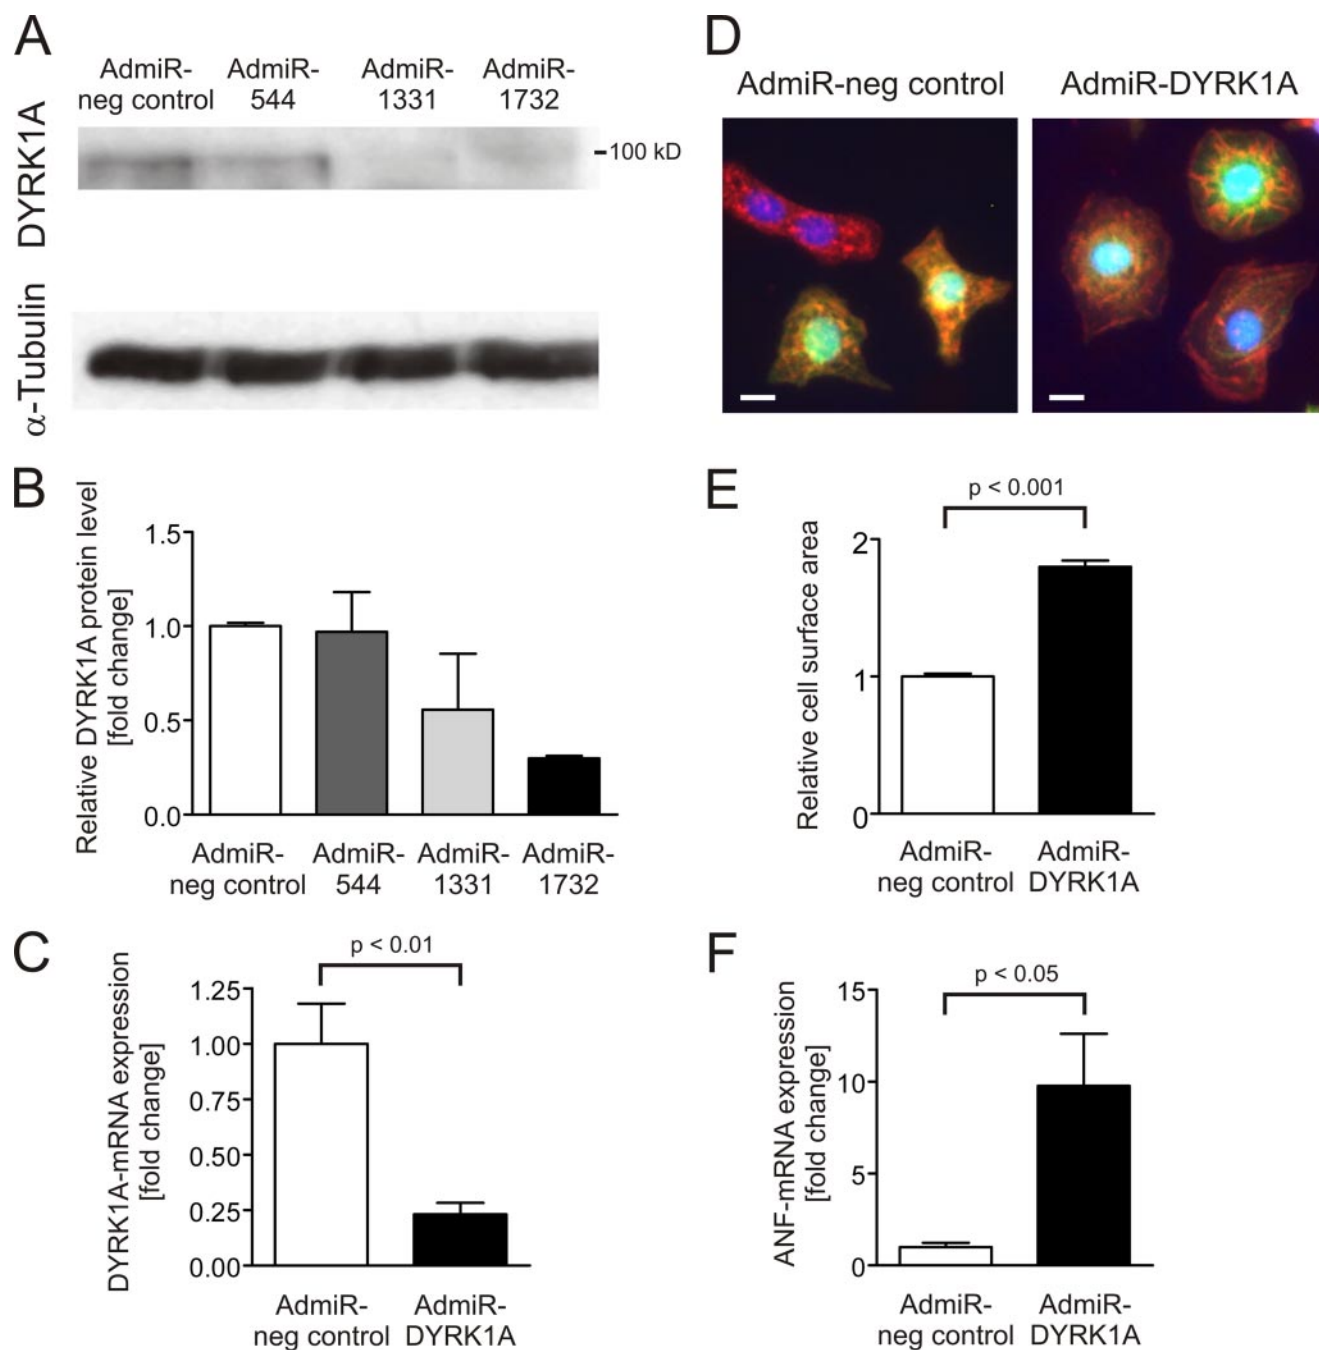 A
AdmiR-
neg control
AdmiR-
544
AdmiR-
1331
AdmiR-
1732
DYRK1A
100 kD
α-Tubulin
B
Relative DYRK1A protein level
[fold change]
1.5
1.0
0.5
0.0
AdmiR-
neg control
AdmiR-
544
AdmiR-
1331
AdmiR-
1732
C
DYRK1A-mRNA expression
[fold change]
p < 0.01
1.25
1.00
0.75
0.50
0.25
0.00
AdmiR-
neg control
AdmiR-
DYRK1A
D
AdmiR-neg control
AdmiR-DYRK1A
E
Relative cell surface area
p < 0.001
2
1
0
AdmiR-
neg control
AdmiR-
DYRK1A
F
ANF-mRNA expression
[fold change]
p < 0.05
15
10
5
0
AdmiR-
neg control
AdmiR-
DYRK1A